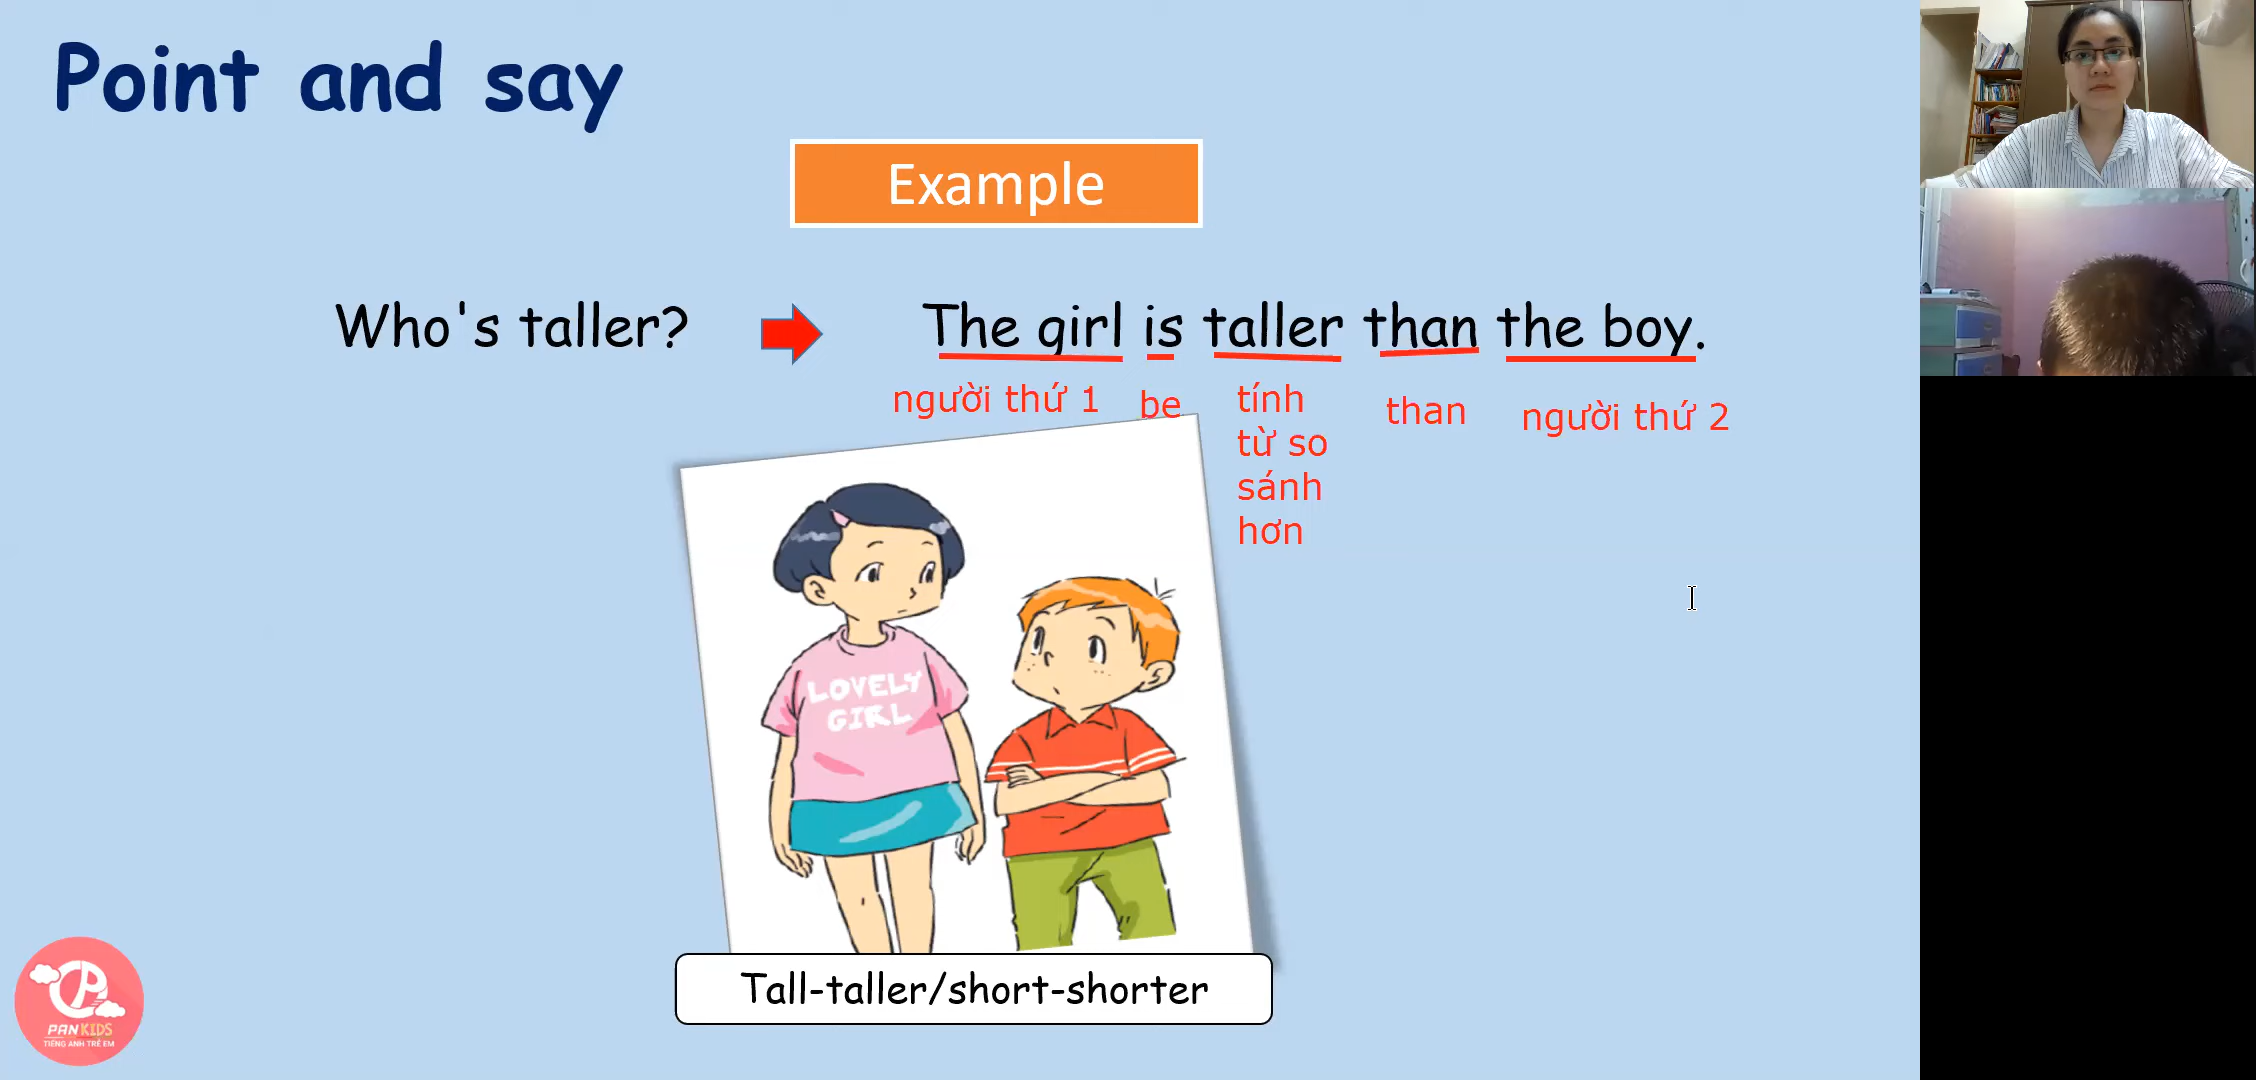 Point and say
Example
Who's taller?
The girl is taller than the boy.
người thứ 1
be
tính
từ so
sánh
hơn
than
người thứ 2
LOVELY
GIRL
Tall-taller/short-shorter
PANKIDS
TIẾNG ANH TRẺ EM